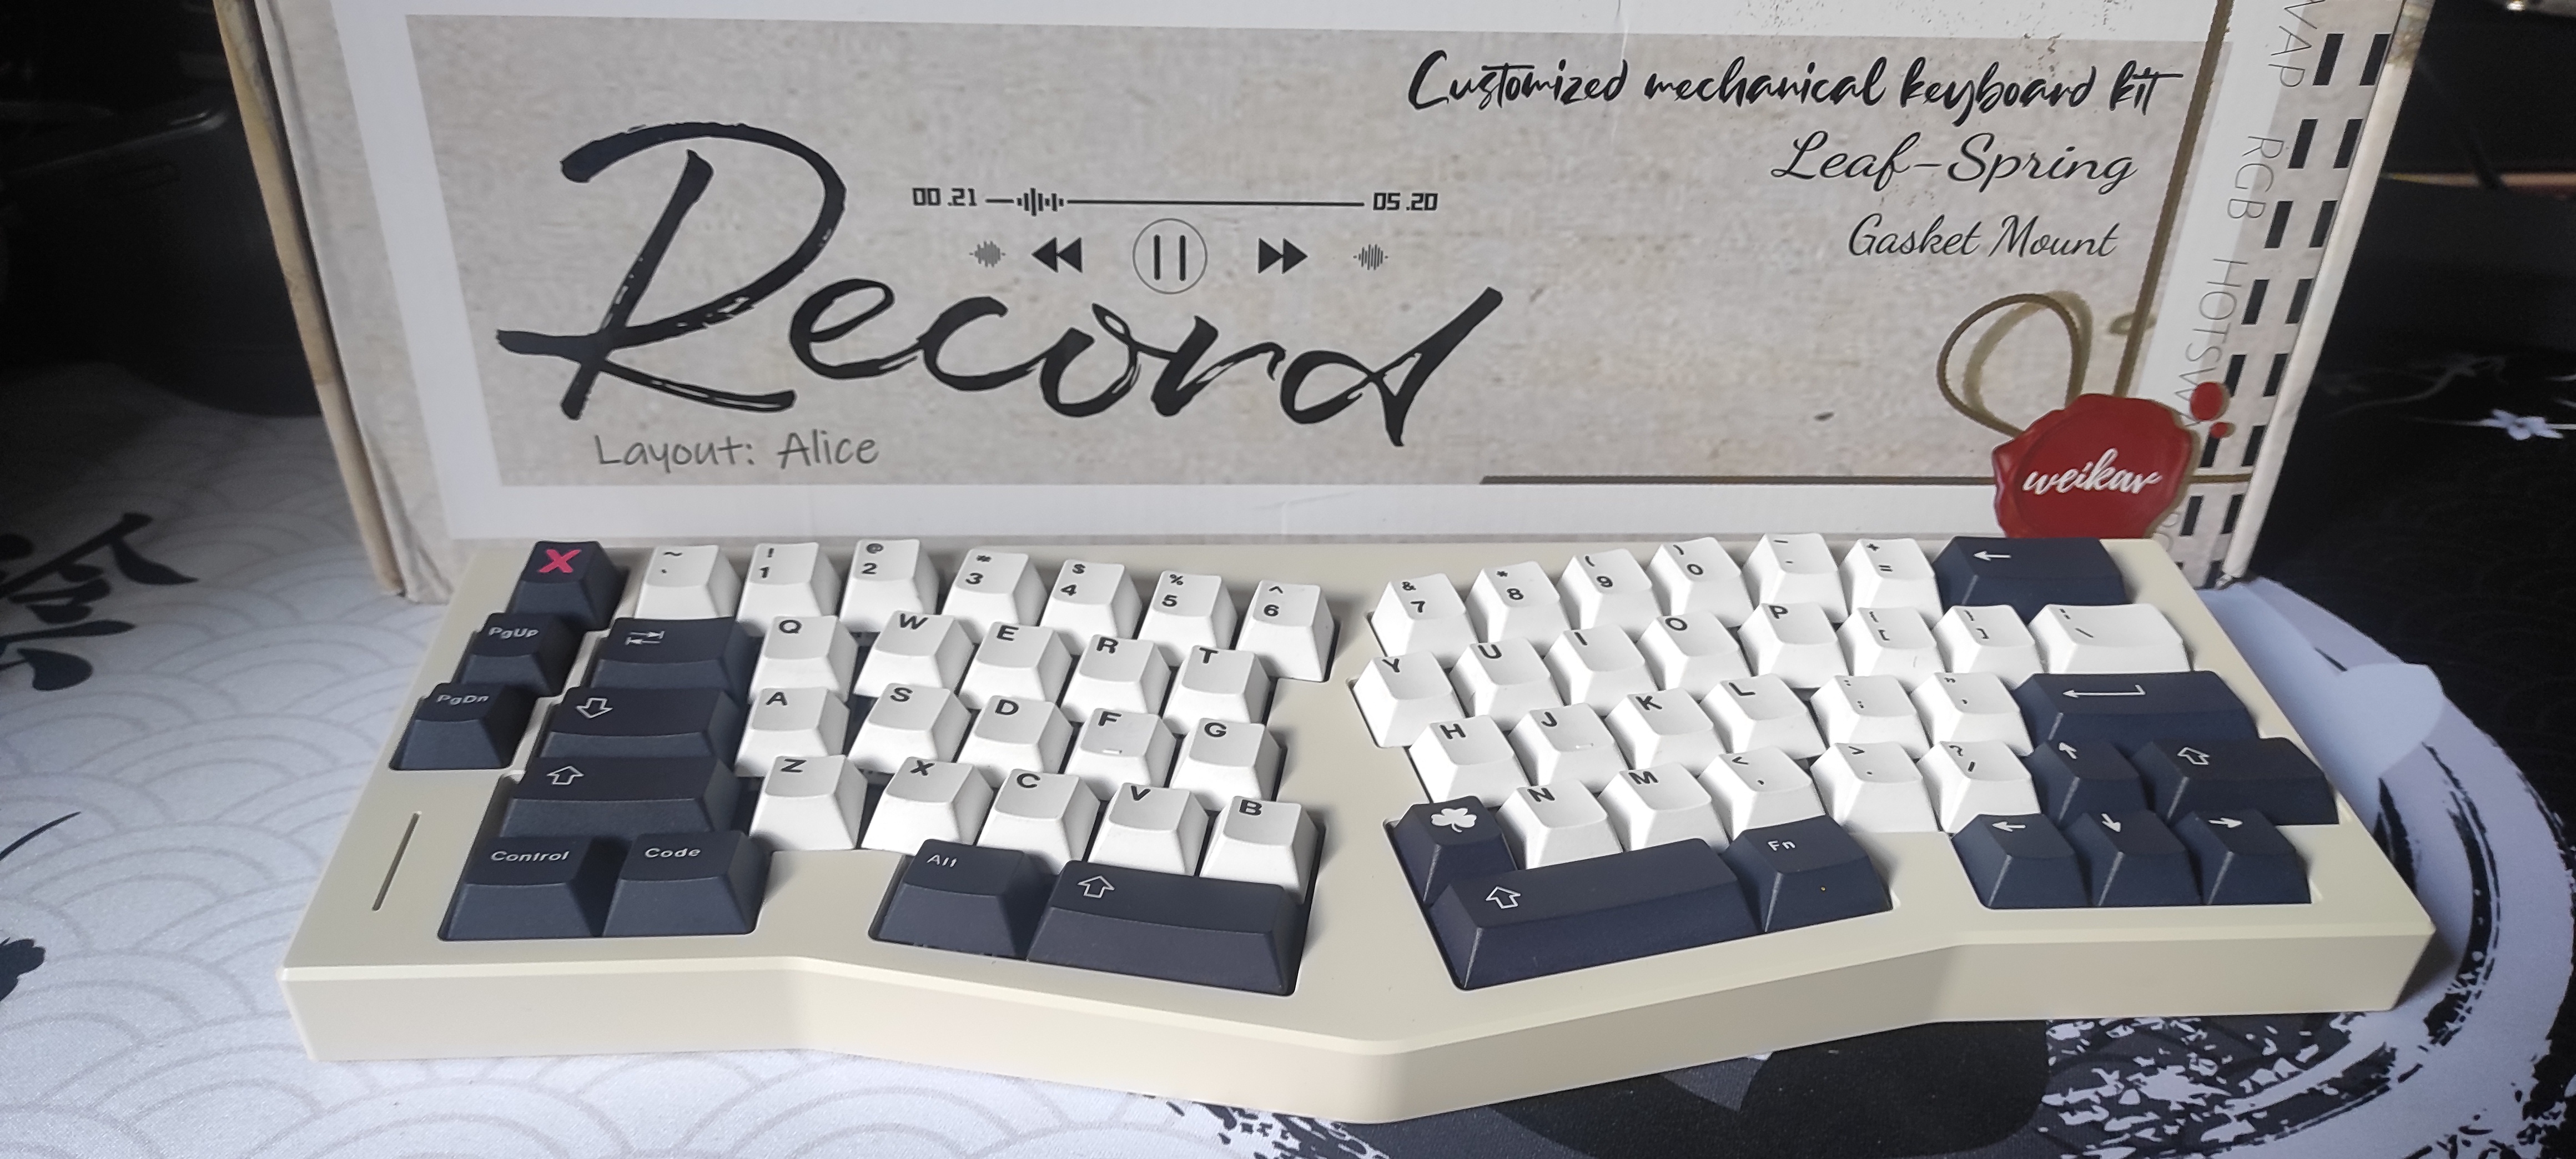 Customized mechanical keyboard kit
Leaf-Spring
Gasket Mount
00.21
05.20
Record
Layout: Alice
weikav
RGB HOTSWA
X
~ `
! 1
@ 2
# 3
$ 4
% 5
^ 6
& 7
* 8
( 9
) 0
_ -
+ =
←
PgUp
Q W E R T
Y U I O P
{ [
} ]
| \
PgDn
A S D F G
H J K L
: ;
" '
Z X C V B
N M
< ,
> .
? /
↑
Control
Code
Alt
Fn
← ↓ →